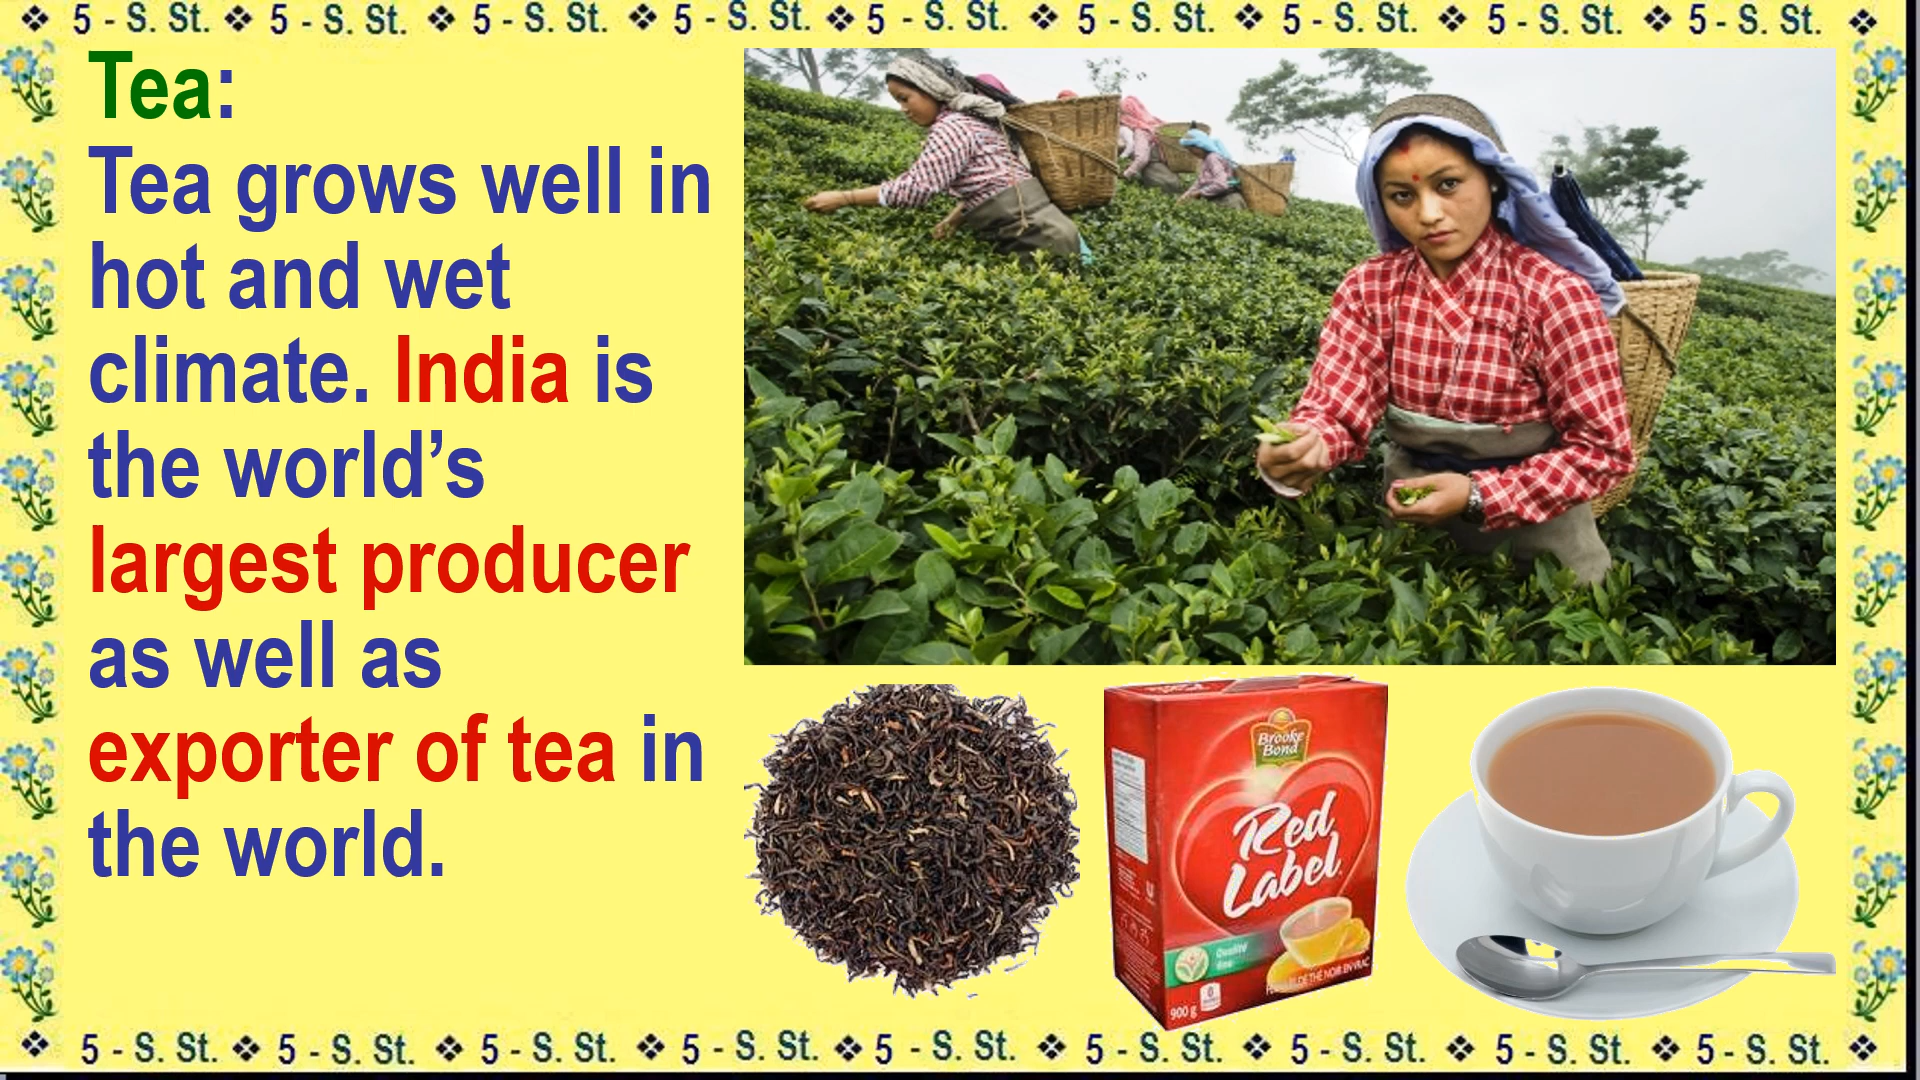 5 - S. St. ❖ 5 - S. St. ❖ 5 - S. St. ❖ 5 - S. St. ❖ 5 - S. St. ❖ 5 - S. St. ❖ 5 - S. St. ❖ 5 - S. St. ❖ 5 - S. St.
Tea:
Tea grows well in
hot and wet
climate. India is
the world’s
largest producer
as well as
exporter of tea in
the world.
Brooke
Bond
Red
Label
Qualité
900 g
5 - S. St. ❖ 5 - S. St. ❖ 5 - S. St. ❖ 5 - S. St. ❖ 5 - S. St. ❖ 5 - S. St. ❖ 5 - S. St. ❖ 5 - S. St. ❖ 5 - S. St.